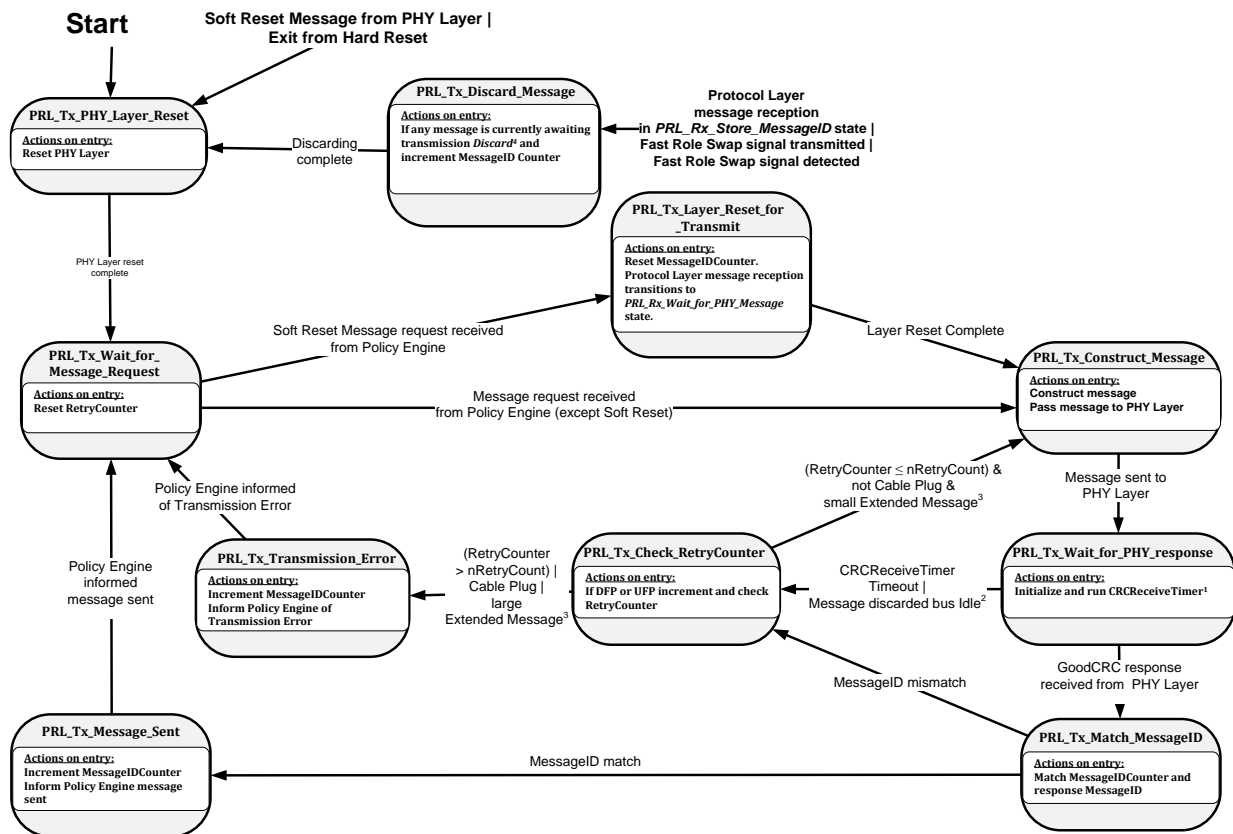 Start
Soft Reset Message from PHY Layer |
Exit from Hard Reset
PRL_Tx_PHY_Layer_Reset
Actions on entry:
Reset PHY Layer
PRL_Tx_Discard_Message
Actions on entry:
If any message is currently awaiting
transmission Discard⁴ and
increment MessageID Counter
Protocol Layer
message reception
in PRL_Rx_Store_MessageID state |
Fast Role Swap signal transmitted |
Fast Role Swap signal detected
Discarding
complete
PHY Layer reset
complete
PRL_Tx_Layer_Reset_for
_Transmit
Actions on entry:
Reset MessageIDCounter.
Protocol Layer message reception
transitions to
PRL_Rx_Wait_for_PHY_Message
state.
Soft Reset Message request received
from Policy Engine
Layer Reset Complete
PRL_Tx_Wait_for_
Message_Request
Actions on entry:
Reset RetryCounter
Message request received
from Policy Engine (except Soft Reset)
PRL_Tx_Construct_Message
Actions on entry:
Construct message
Pass message to PHY Layer
Policy Engine informed
of Transmission Error
(RetryCounter ≤ nRetryCount) &
not Cable Plug &
small Extended Message³
Message sent to
PHY Layer
PRL_Tx_Transmission_Error
Actions on entry:
Increment MessageIDCounter
Inform Policy Engine of
Transmission Error
(RetryCounter
> nRetryCount) |
Cable Plug |
large
Extended Message³
PRL_Tx_Check_RetryCounter
Actions on entry:
If DFP or UFP increment and check
RetryCounter
CRCReceiveTimer
Timeout |
Message discarded bus Idle²
PRL_Tx_Wait_for_PHY_response
Actions on entry:
Initialize and run CRCReceiveTimer¹
Policy
Engine
informed
message sent
MessageID mismatch
GoodCRC response
received from PHY Layer
PRL_Tx_Message_Sent
Actions on entry:
Increment MessageIDCounter
Inform Policy Engine message
sent
MessageID match
PRL_Tx_Match_MessageID
Actions on entry:
Match MessageIDCounter and
response MessageID